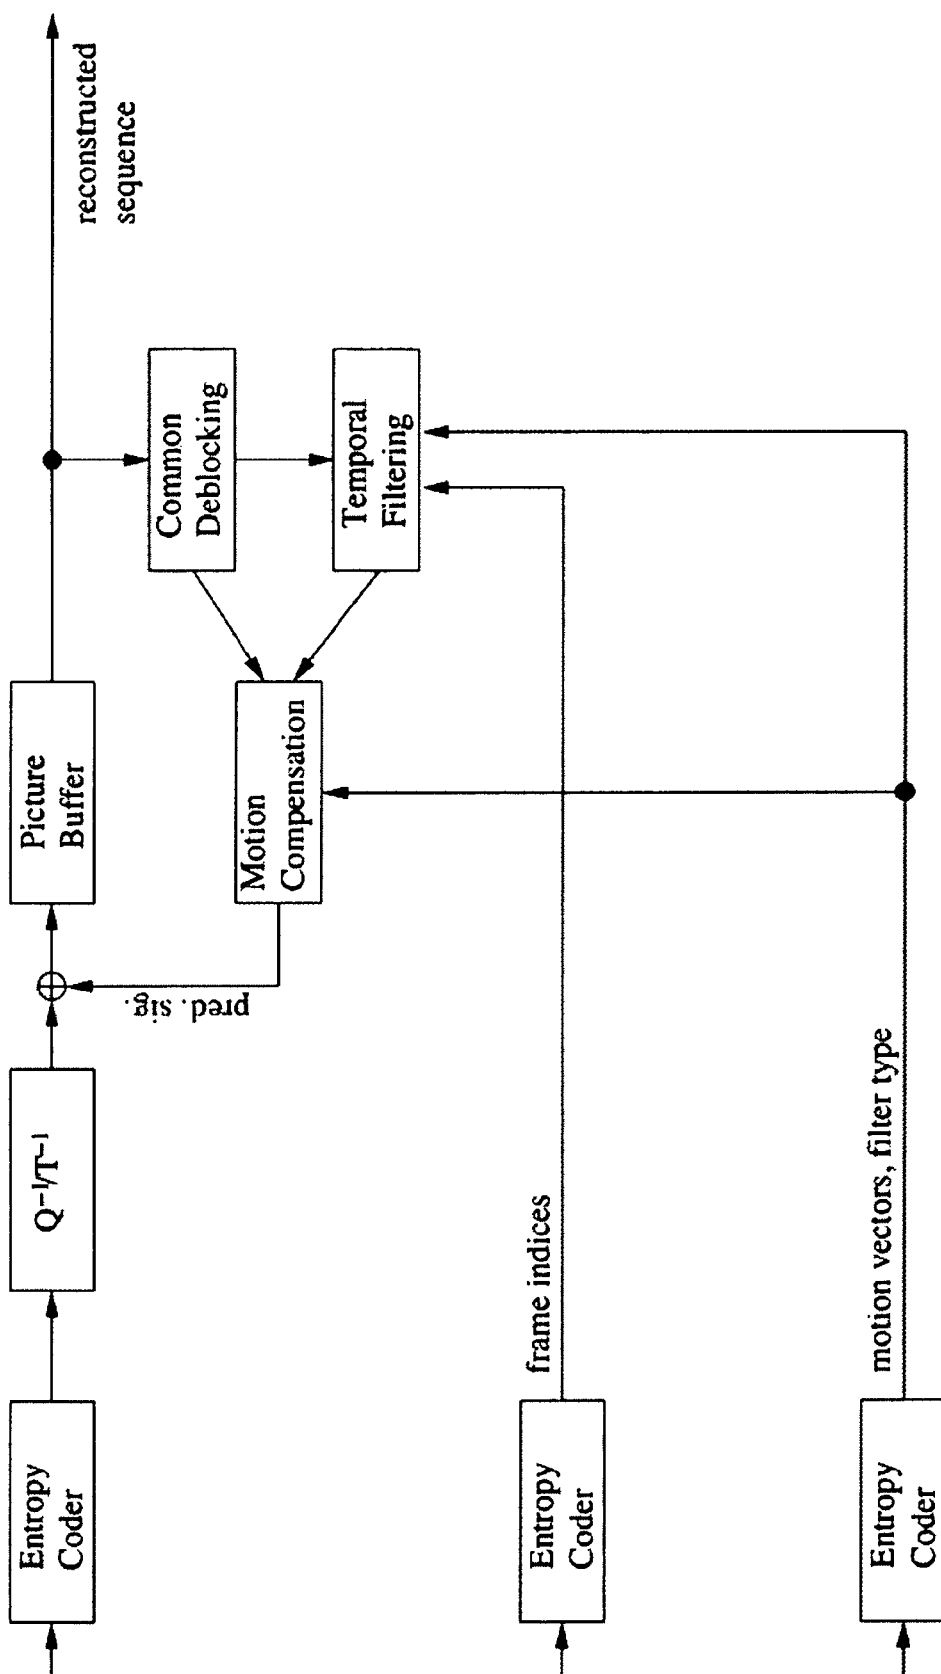 Entropy
Coder
Q⁻¹/T⁻¹
pred. sig.
Picture
Buffer
reconstructed
sequence
Motion
Compensation
Common
Deblocking
Temporal
Filtering
Entropy
Coder
frame indices
Entropy
Coder
motion vectors, filter type